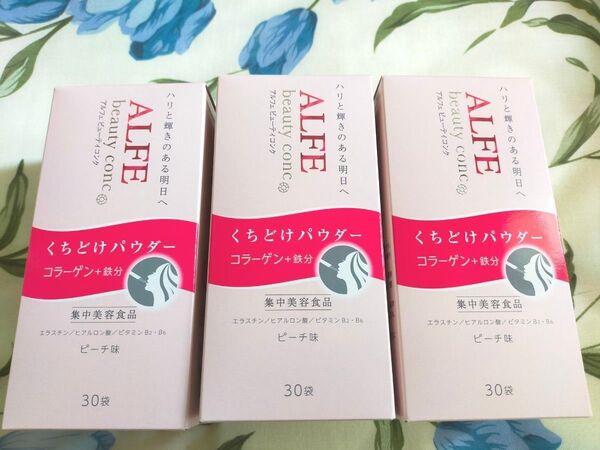 ハリと輝きのある明日へ
ALFE
beauty conc
アルフェ ビューティコンク
くちどけパウダー
コラーゲン+鉄分
集中美容食品
エラスチン/ヒアルロン酸/ビタミンB2・B6
ピーチ味
30袋
ハリと輝きのある明日へ
ALFE
beauty conc
アルフェ ビューティコンク
くちどけパウダー
コラーゲン+鉄分
集中美容食品
エラスチン/ヒアルロン酸/ビタミンB2・B6
ピーチ味
30袋
ハリと輝きのある明日へ
ALFE
beauty conc
アルフェ ビューティコンク
くちどけパウダー
コラーゲン+鉄分
集中美容食品
エラスチン/ヒアルロン酸/ビタミンB2・B6
ピーチ味
30袋